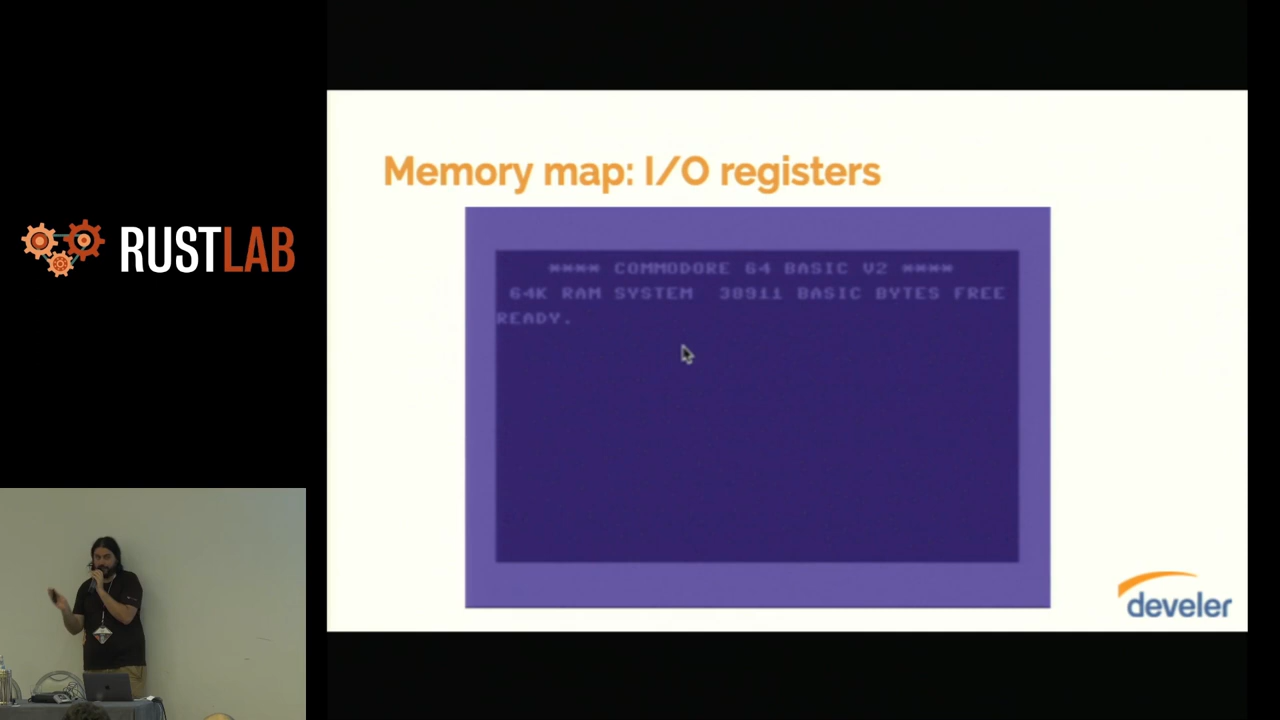 RUSTLAB
Memory map: I/O registers
**** COMMODORE 64 BASIC V2 ****
64K RAM SYSTEM 38911 BASIC BYTES FREE
READY.
develer